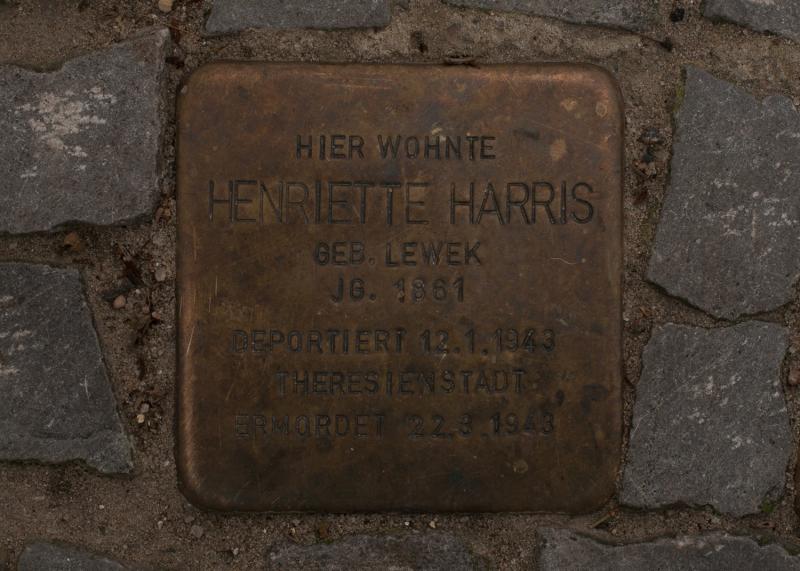 HIER WOHNTE
HENRIETTE HARRIS
GEB. LEWEK
JG. 1861
DEPORTIERT 12.1.1943
THERESIENSTADT
ERMORDET 22.3.1943